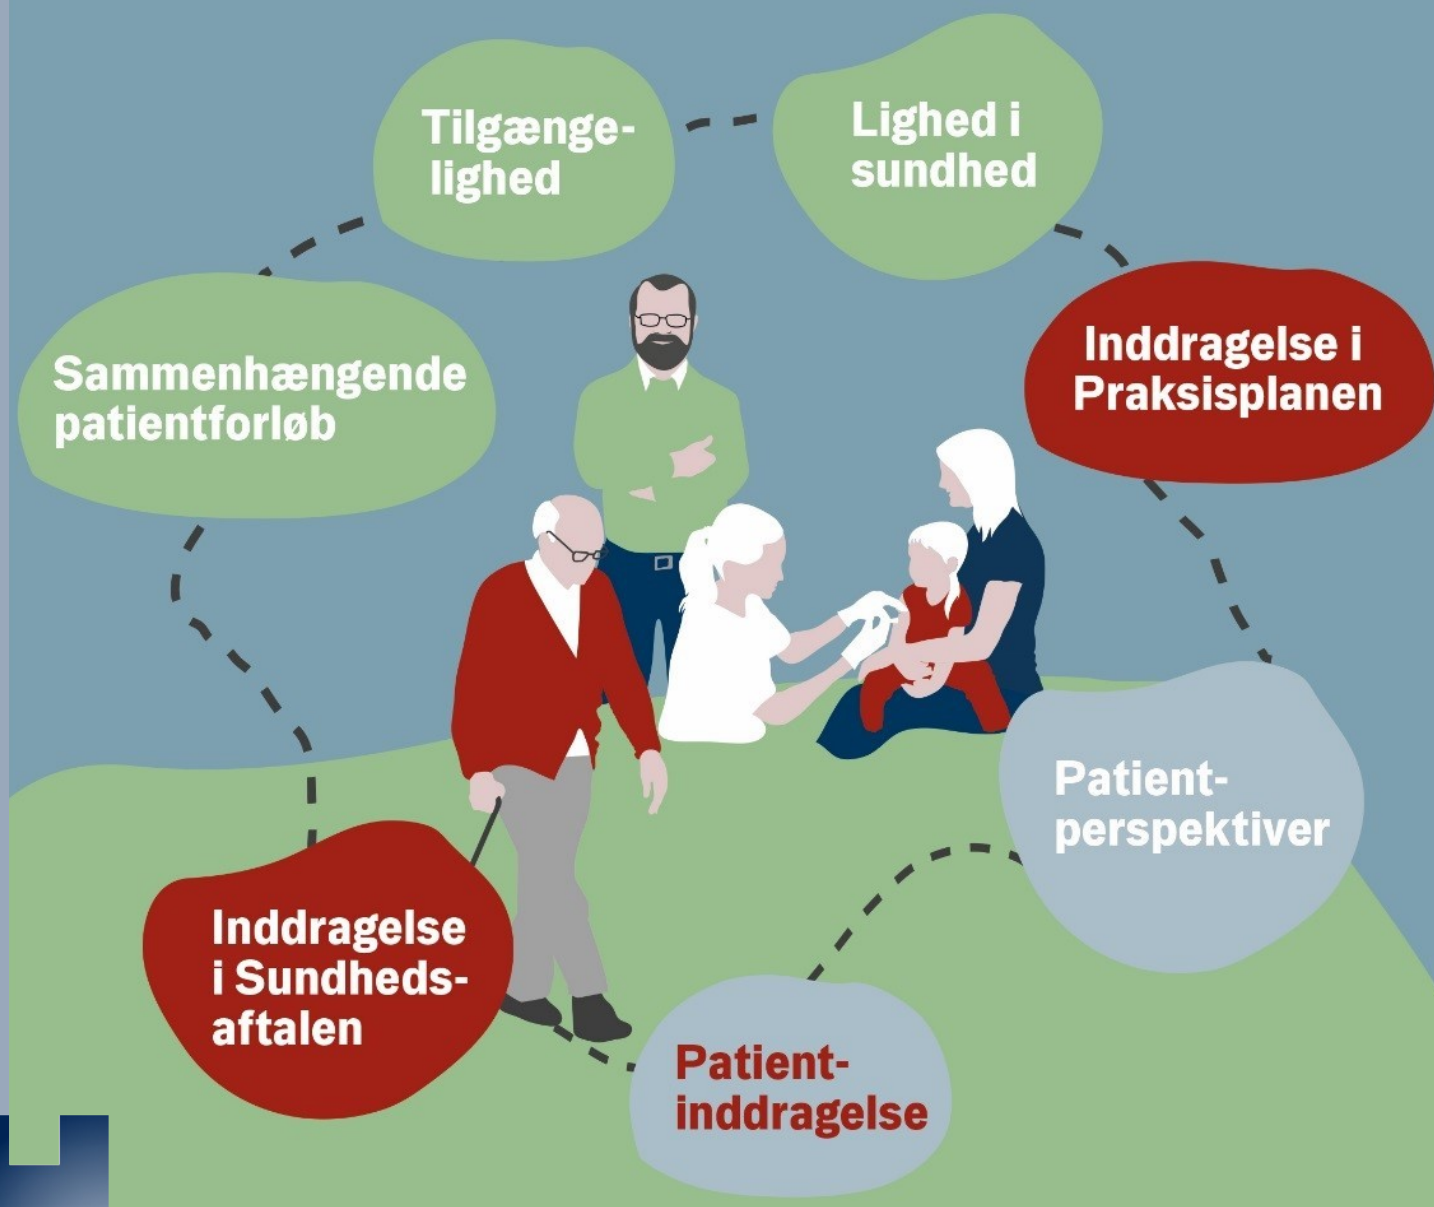 Tilgænge-
lighed
Lighed i
sundhed
Sammenhængende
patientforløb
Inddragelse i
Praksisplanen
Patient-
perspektiver
Inddragelse
i Sundheds-
aftalen
Patient-
inddragelse